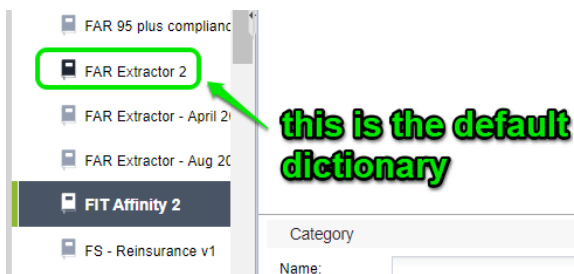 FAR 95 plus complianc
FAR Extractor 2
FAR Extractor - April 20
FAR Extractor - Aug 20
FIT Affinity 2
FS - Reinsurance v1
this is the default
dictionary
Category
Name: